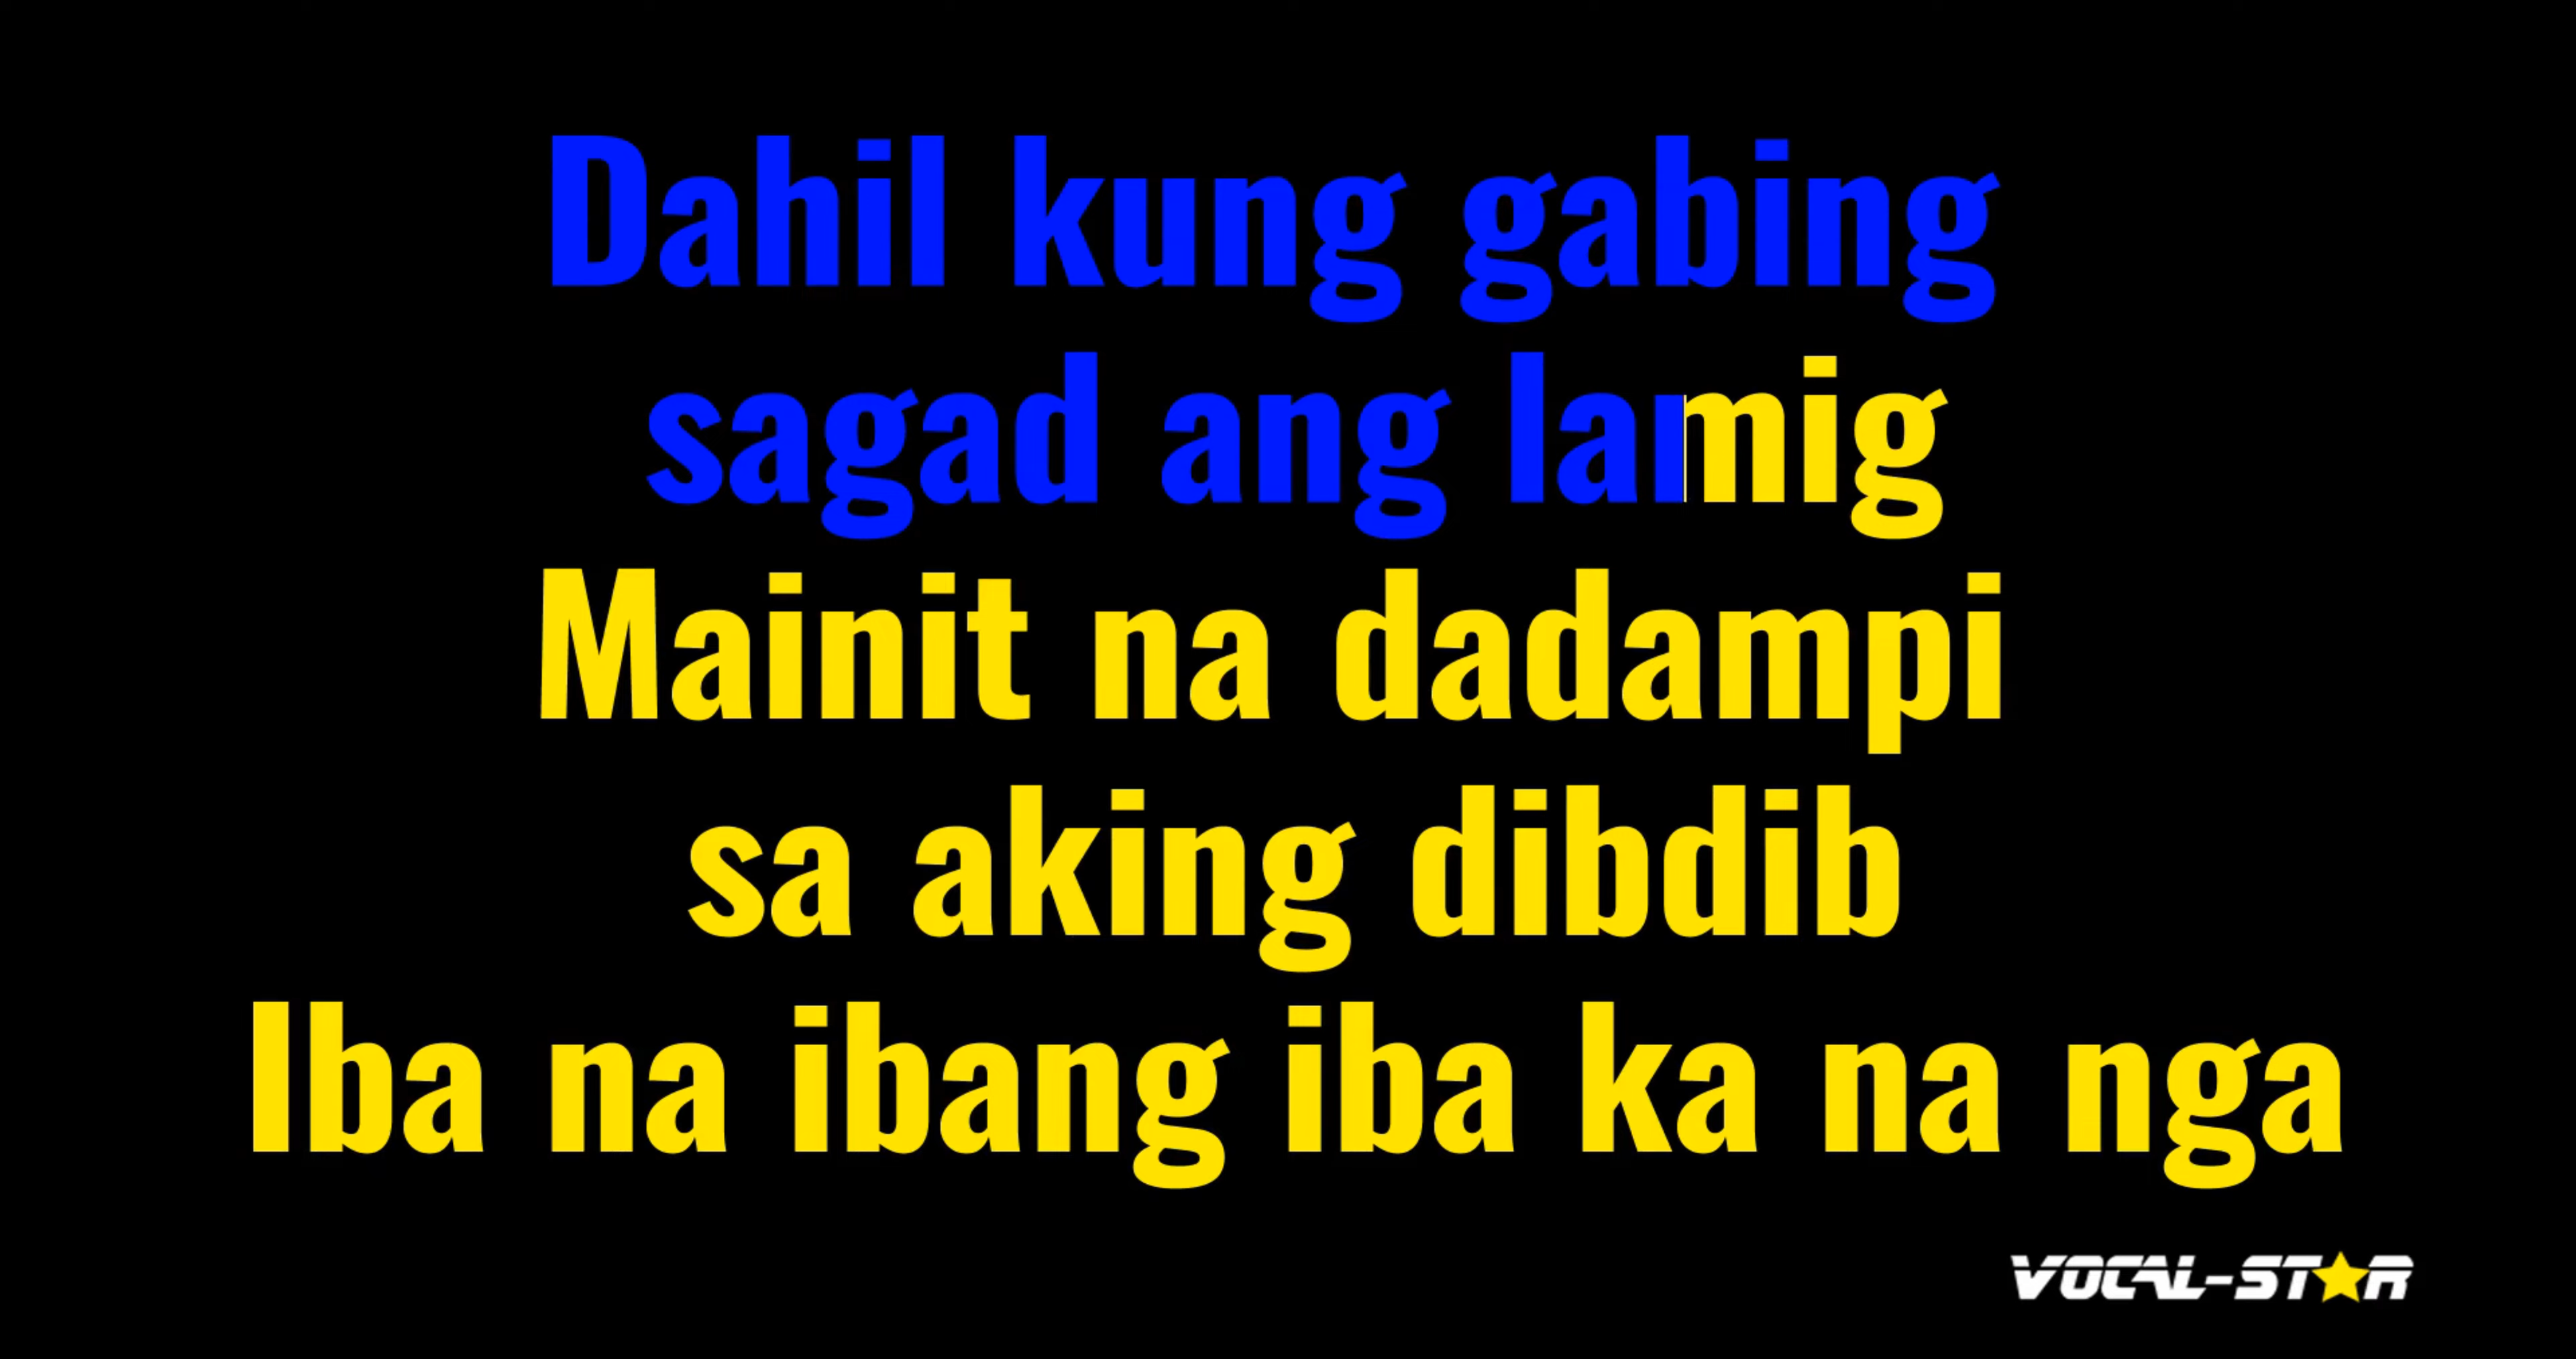 Dahil kung gabing
sagad ang lamig
Mainit na dadampi
sa aking dibdib
Iba na ibang iba ka na nga
VOCAL-STAR